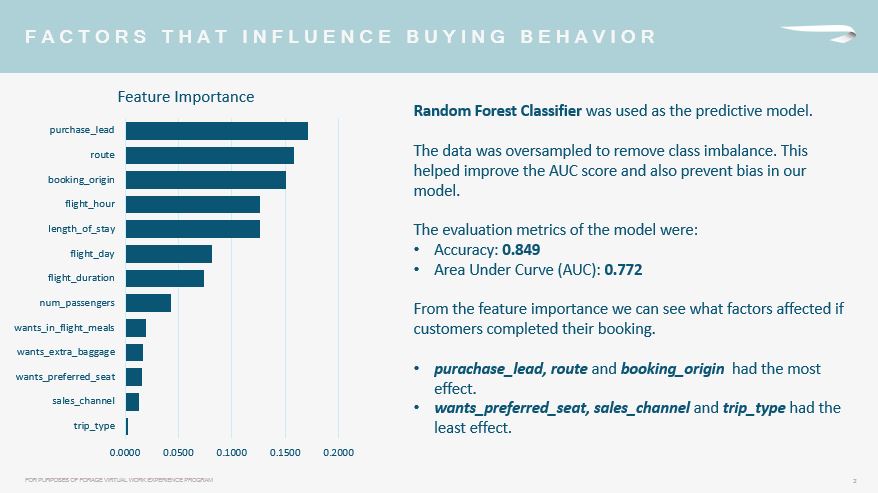 FACTORS THAT INFLUENCE BUYING BEHAVIOR
Feature Importance
purchase_lead
route
booking_origin
flight_hour
length_of_stay
flight_day
flight_duration
num_passengers
wants_in_flight_meals
wants_extra_baggage
wants_preferred_seat
sales_channel
trip_type
0.0000 0.0500 0.1000 0.1500 0.2000
Random Forest Classifier was used as the predictive model.
The data was oversampled to remove class imbalance. This
helped improve the AUC score and also prevent bias in our
model.
The evaluation metrics of the model were:
• Accuracy: 0.849
• Area Under Curve (AUC): 0.772
From the feature importance we can see what factors affected if
customers completed their booking.
• purachase_lead, route and booking_origin had the most
effect.
• wants_preferred_seat, sales_channel and trip_type had the
least effect.
FOR PURPOSES OF FORAGE VIRTUAL WORK EXPERIENCE PROGRAM
2